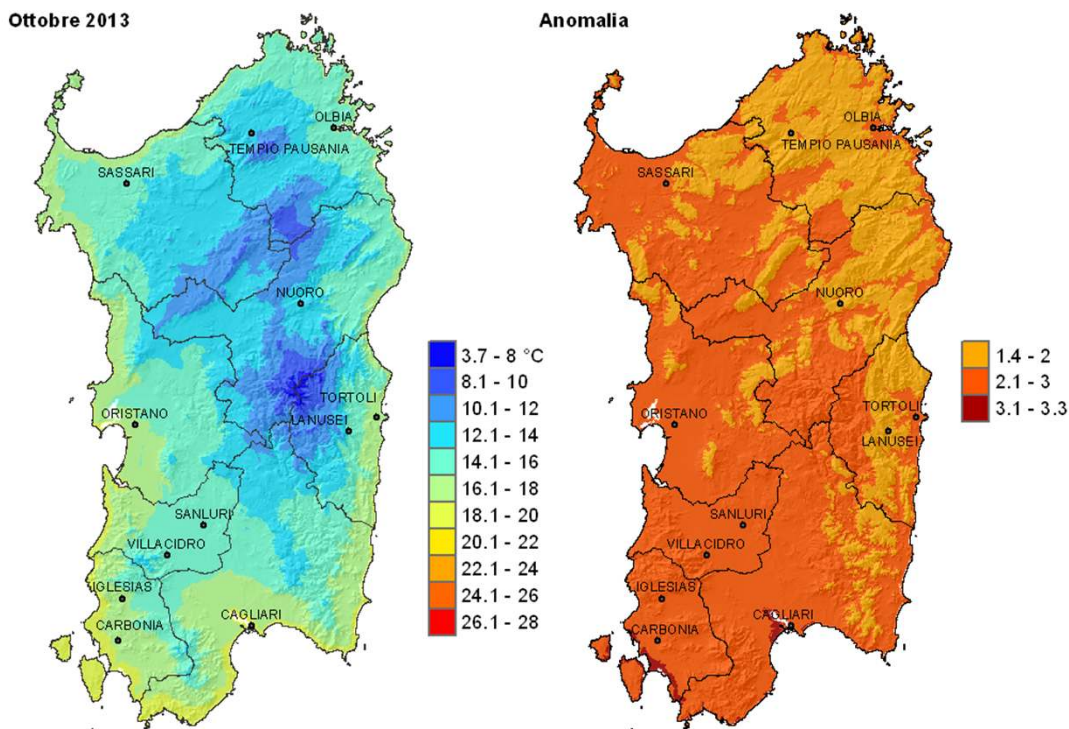 Ottobre 2013
OLBIA
TEMPIO PAUSANIA
SASSARI
NUORO
TORTOLI
ORISTANO
LANUSEI
SANLURI
VILLACIDRO
IGLESIAS
CAGLIARI
CARBONIA
3.7 - 8 °C
8.1 - 10
10.1 - 12
12.1 - 14
14.1 - 16
16.1 - 18
18.1 - 20
20.1 - 22
22.1 - 24
24.1 - 26
26.1 - 28
Anomalia
OLBIA
TEMPIO PAUSANIA
SASSARI
NUORO
TORTOLI
ORISTANO
LANUSEI
SANLURI
VILLACIDRO
IGLESIAS
CAGLIARI
CARBONIA
1.4 - 2
2.1 - 3
3.1 - 3.3